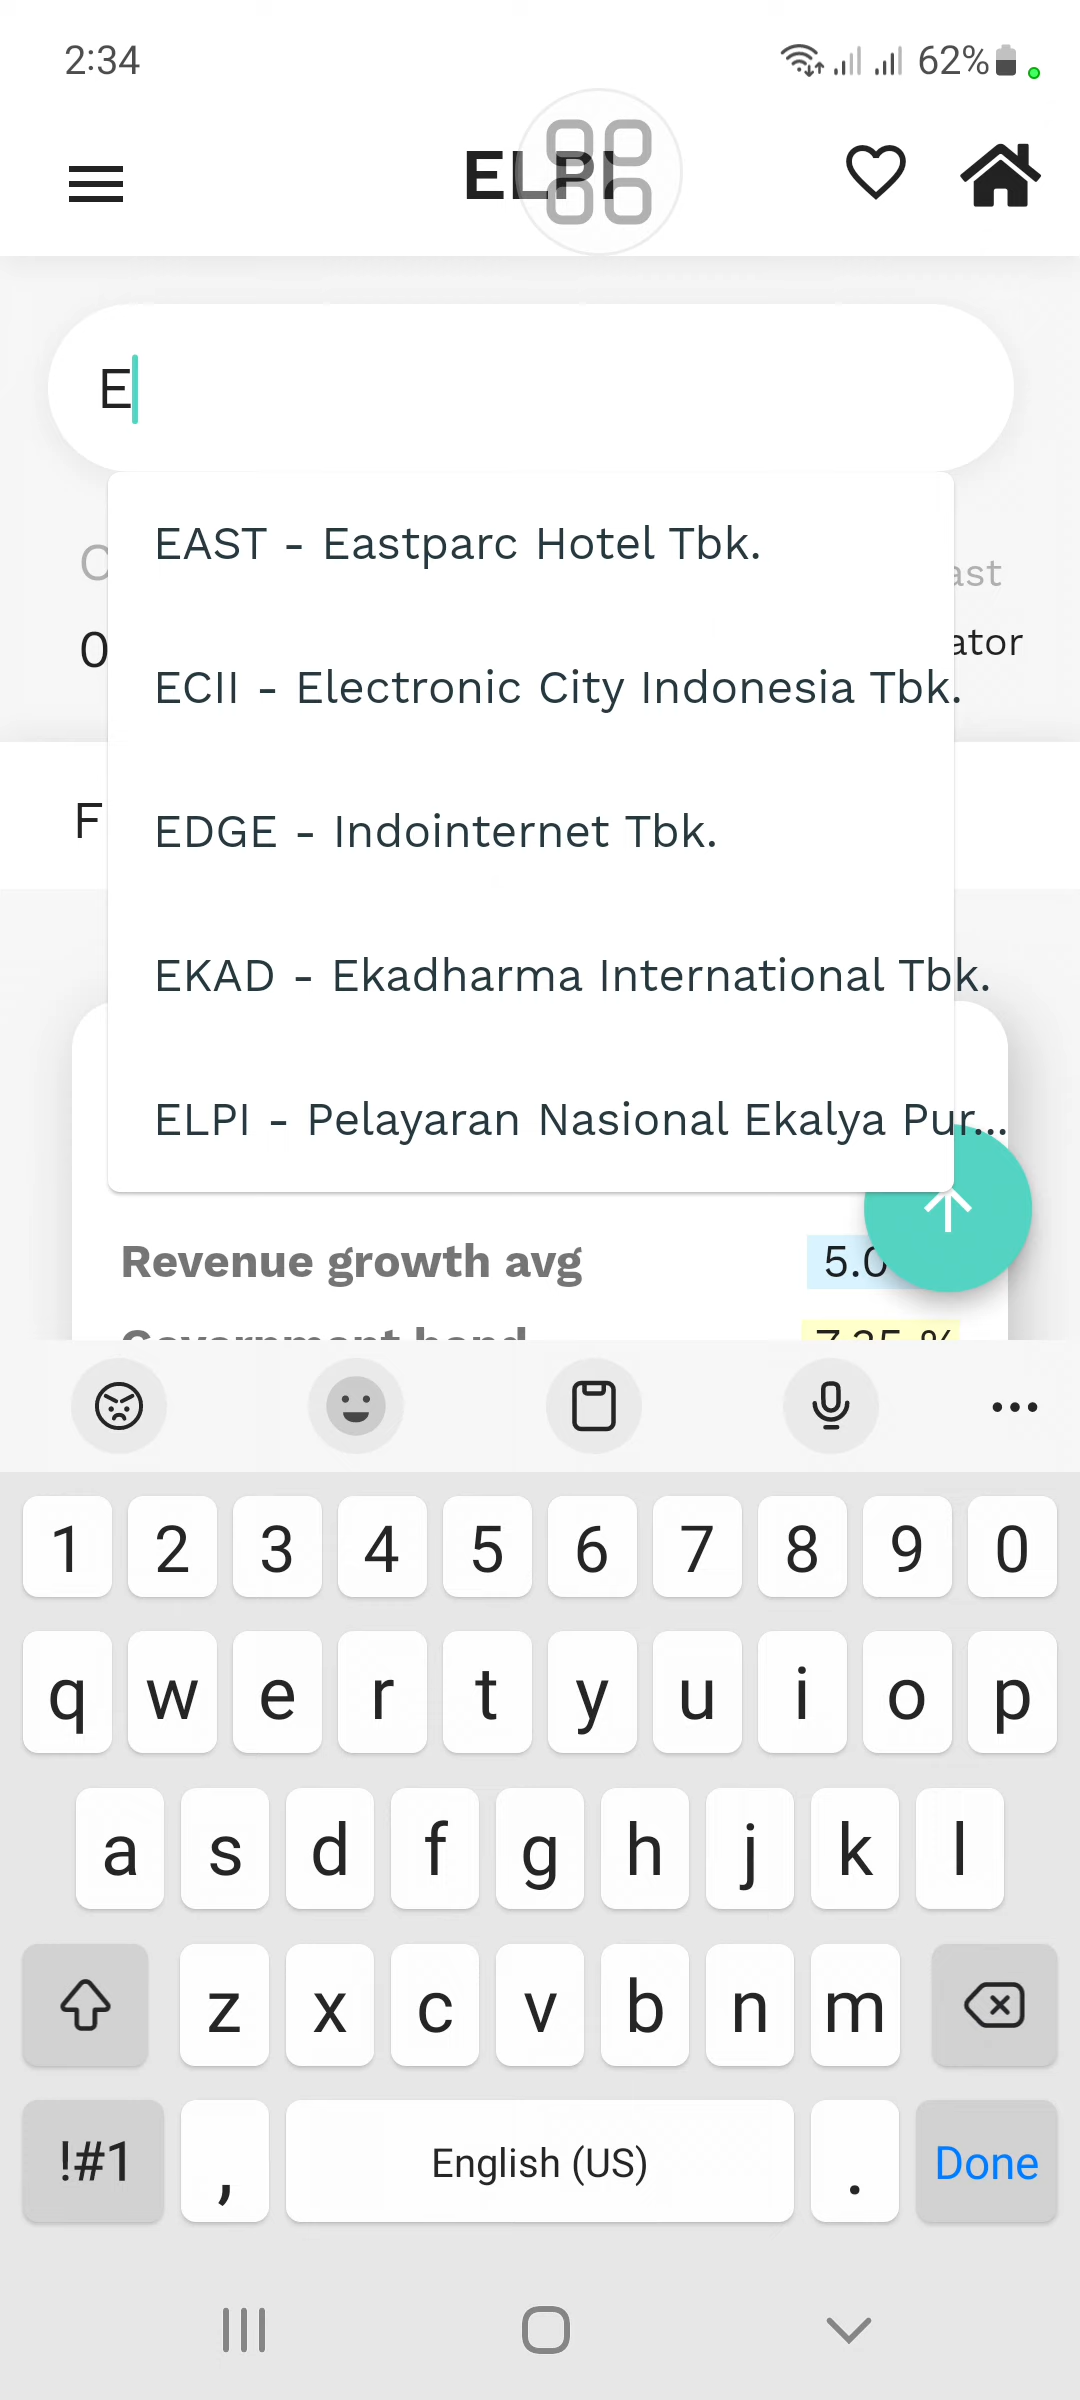 2:34
62%
ELPI
E
EAST - Eastparc Hotel Tbk.
ECII - Electronic City Indonesia Tbk.
EDGE - Indointernet Tbk.
EKAD - Ekadharma International Tbk.
ELPI - Pelayaran Nasional Ekalya Pur...
Revenue growth avg
5.0
1 2 3 4 5 6 7 8 9 0
q w e r t y u i o p
a s d f g h j k l
z x c v b n m
!#1 , English (US) . Done